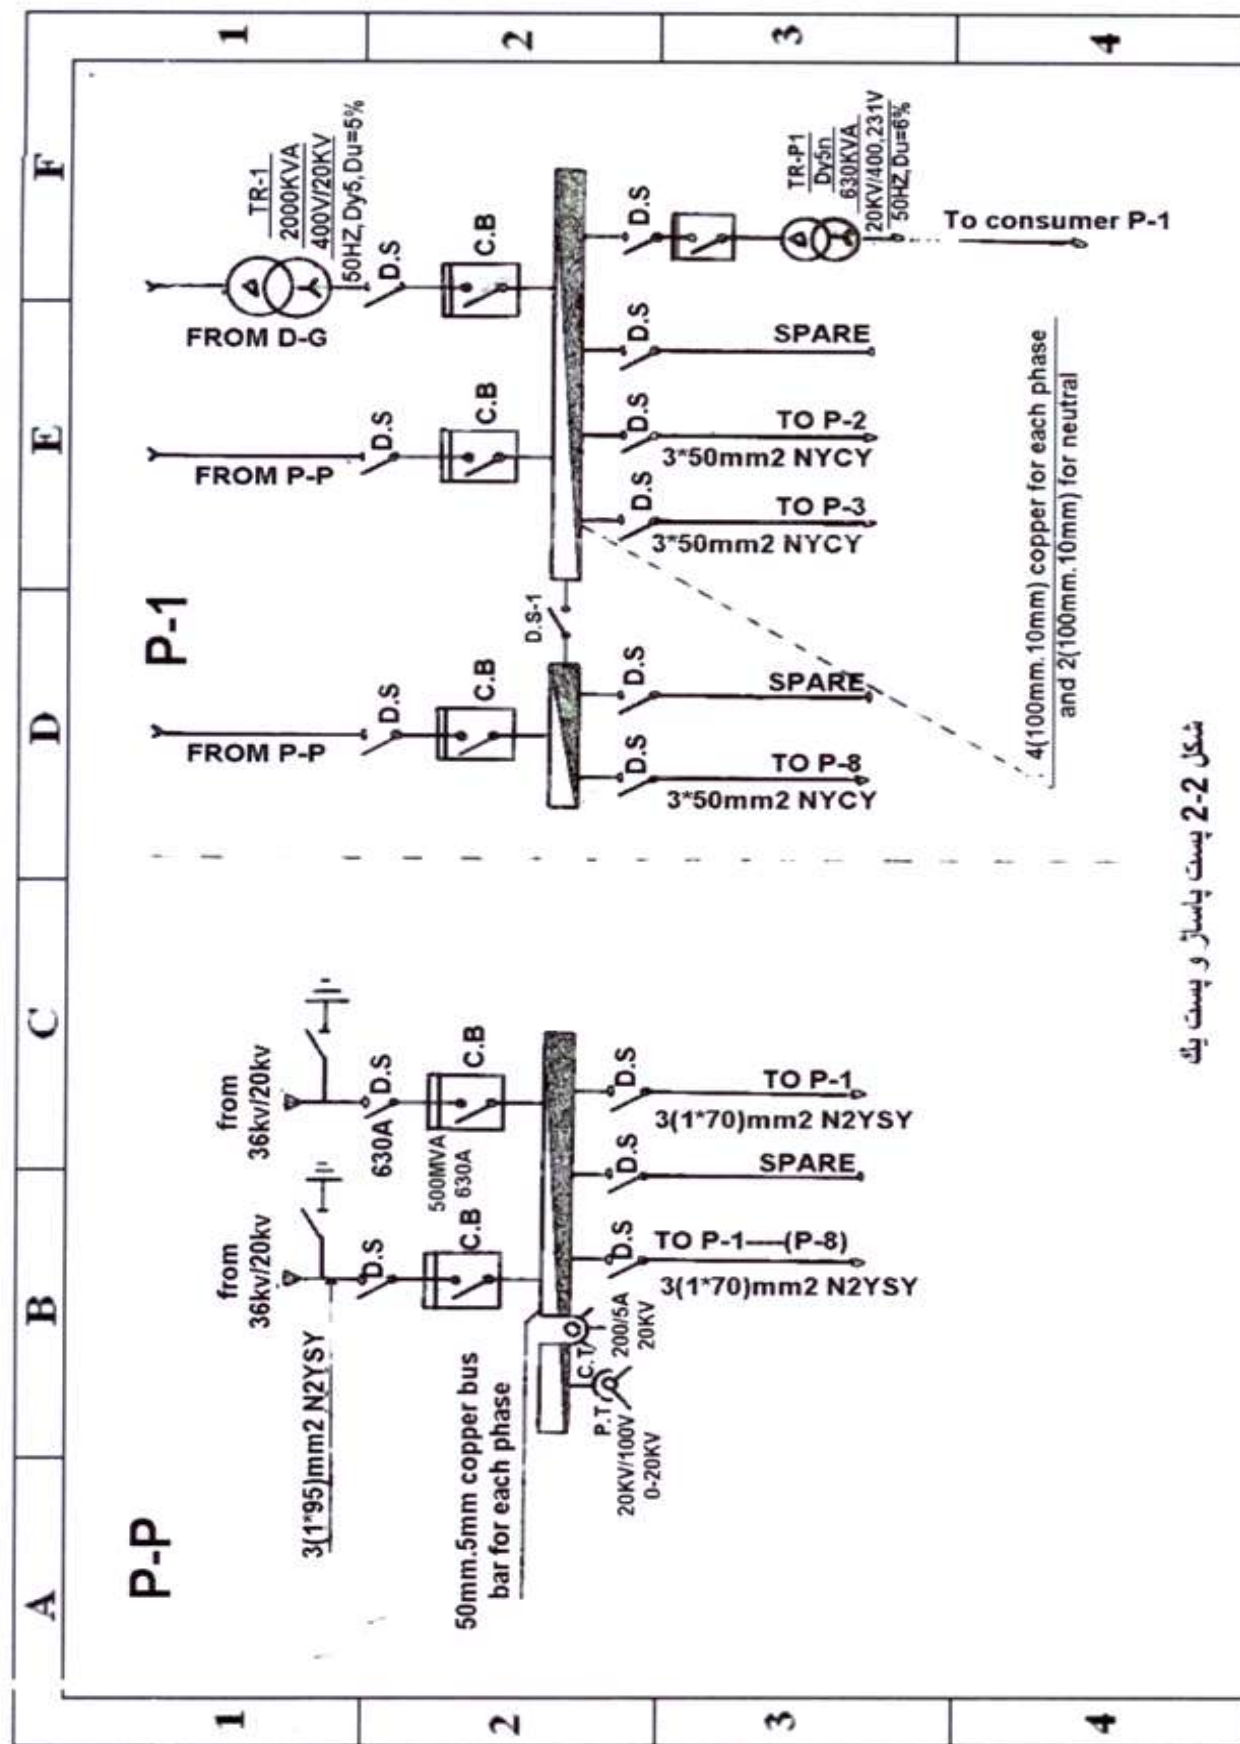 A
B
C
D
E
F
1
2
3
4
1
2
3
4
P-P
from
36kv/20kv
from
36kv/20kv
3(1*95)mm2 N2YSY
D.S
D.S
630A
500MVA
630A
C.B
C.B
50mm.5mm copper bus
bar for each phase
P.T
20KV/100V
0-20KV
C.T
200/5A
20KV
D.S
TO P-1----(P-8)
3(1*70)mm2 N2YSY
D.S
SPARE
D.S
TO P-1
3(1*70)mm2 N2YSY
P-1
FROM P-P
D.S
C.B
FROM P-P
D.S
C.B
FROM D-G
TR-1
2000KVA
400V/20KV
50HZ,Dy5,Du=5%
D.S
C.B
D.S-1
D.S
TO P-8
3*50mm2 NYCY
D.S
SPARE
D.S
TO P-3
3*50mm2 NYCY
D.S
TO P-2
3*50mm2 NYCY
D.S
SPARE
D.S
TR-P1
Dy5n
630KVA
20KV/400,231V
50HZ,Du=6%
To consumer P-1
4(100mm.10mm) copper for each phase
and 2(100mm.10mm) for neutral
شکل 2-2 پست پاساژ و پست یک